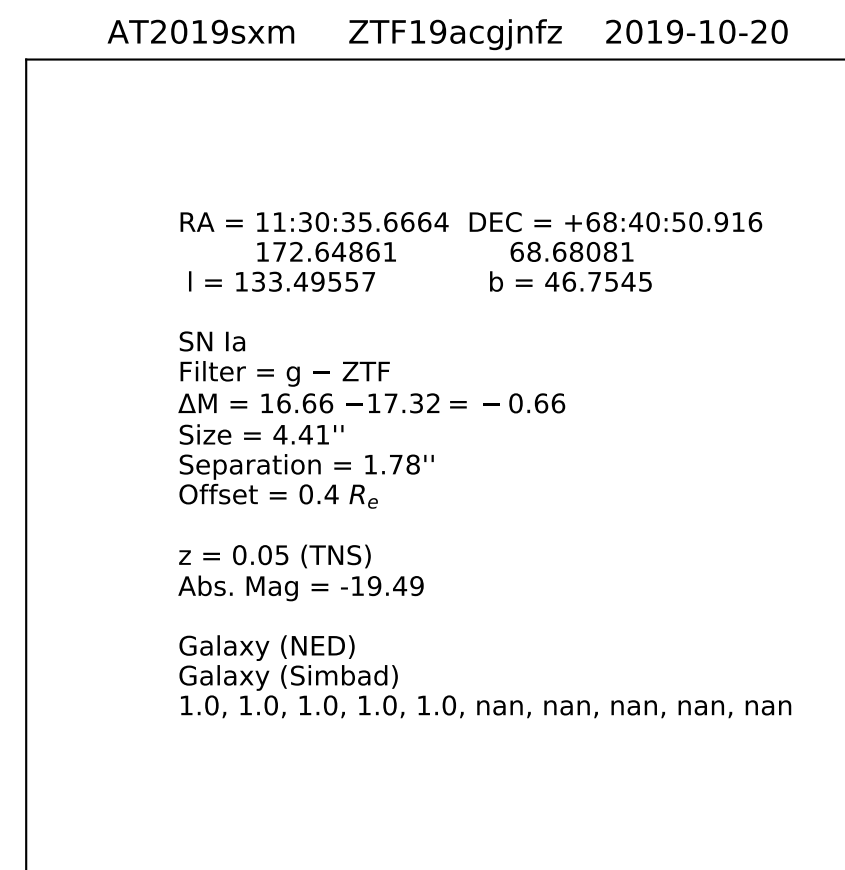 AT2019sxm ZTF19acgjnfz 2019-10-20
RA = 11:30:35.6664 DEC = +68:40:50.916
172.64861 68.68081
l = 133.49557 b = 46.7545
SN Ia
Filter = g − ZTF
ΔM = 16.66 −17.32 = − 0.66
Size = 4.41''
Separation = 1.78''
Offset = 0.4 Rₑ
z = 0.05 (TNS)
Abs. Mag = -19.49
Galaxy (NED)
Galaxy (Simbad)
1.0, 1.0, 1.0, 1.0, 1.0, nan, nan, nan, nan, nan